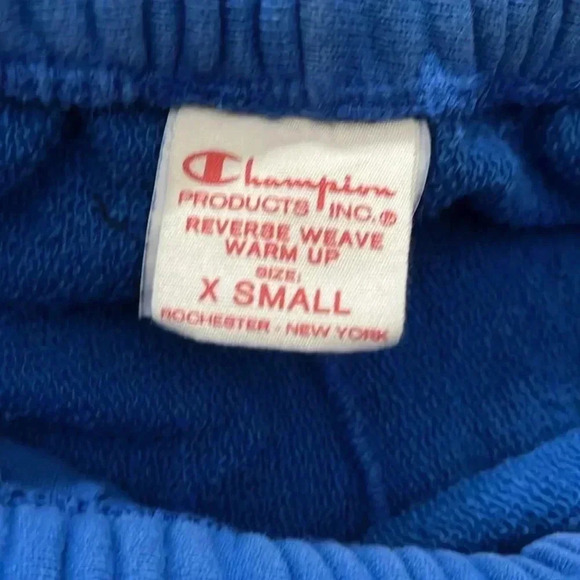 Champion
PRODUCTS INC.®
REVERSE WEAVE
WARM UP
SIZE:
X SMALL
ROCHESTER - NEW YORK